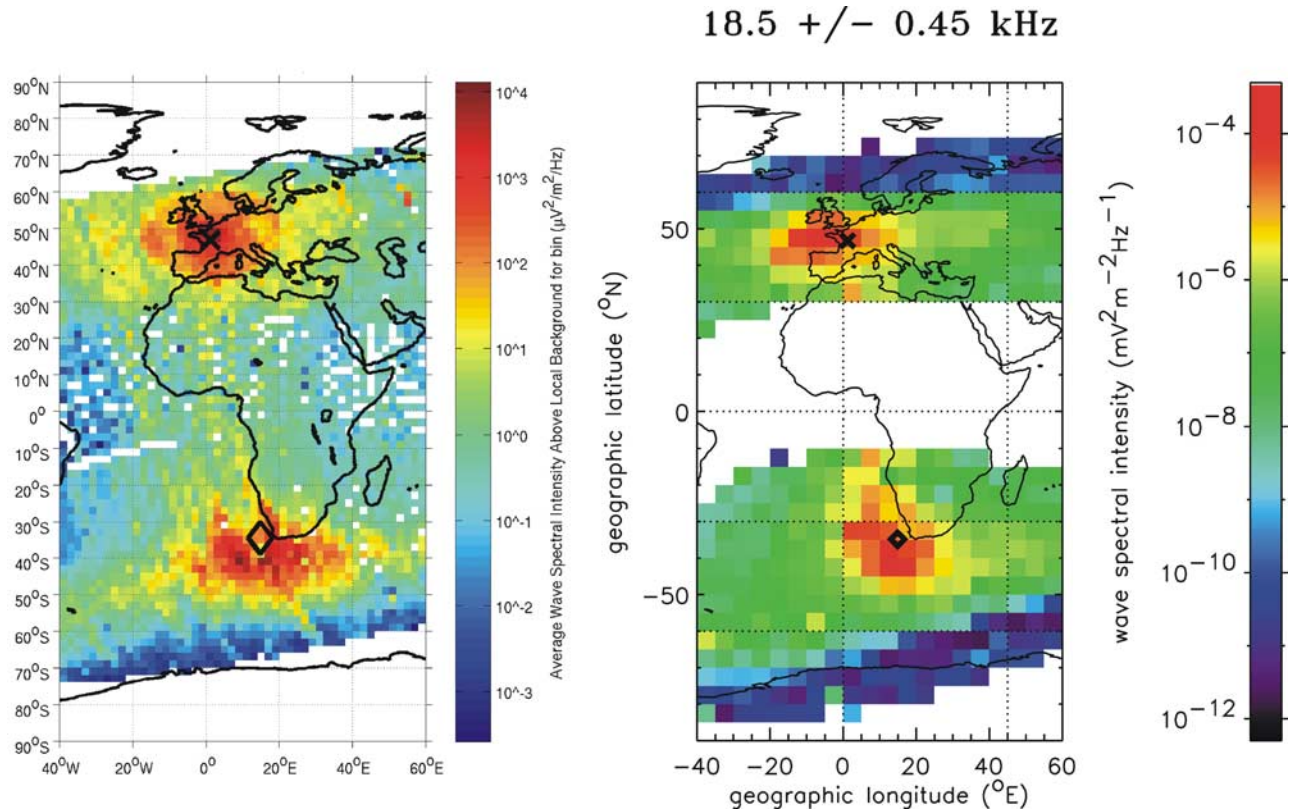 18.5 +/- 0.45 kHz
90°N
80°N
70°N
60°N
50°N
40°N
30°N
20°N
10°N
0°
10°S
20°S
30°S
40°S
50°S
60°S
70°S
80°S
90°S
40°W
20°W
0°
20°E
40°E
60°E
10^4
10^3
10^2
10^1
10^0
10^-1
10^-2
10^-3
Average Wave Spectral Intensity Above Local Background for bin (μV²/m²/Hz)
geographic latitude (°N)
50
0
−50
−40
−20
0
20
40
60
geographic longitude (°E)
wave spectral intensity (mV²m⁻²Hz⁻¹)
10⁻⁴
10⁻⁶
10⁻⁸
10⁻¹⁰
10⁻¹²